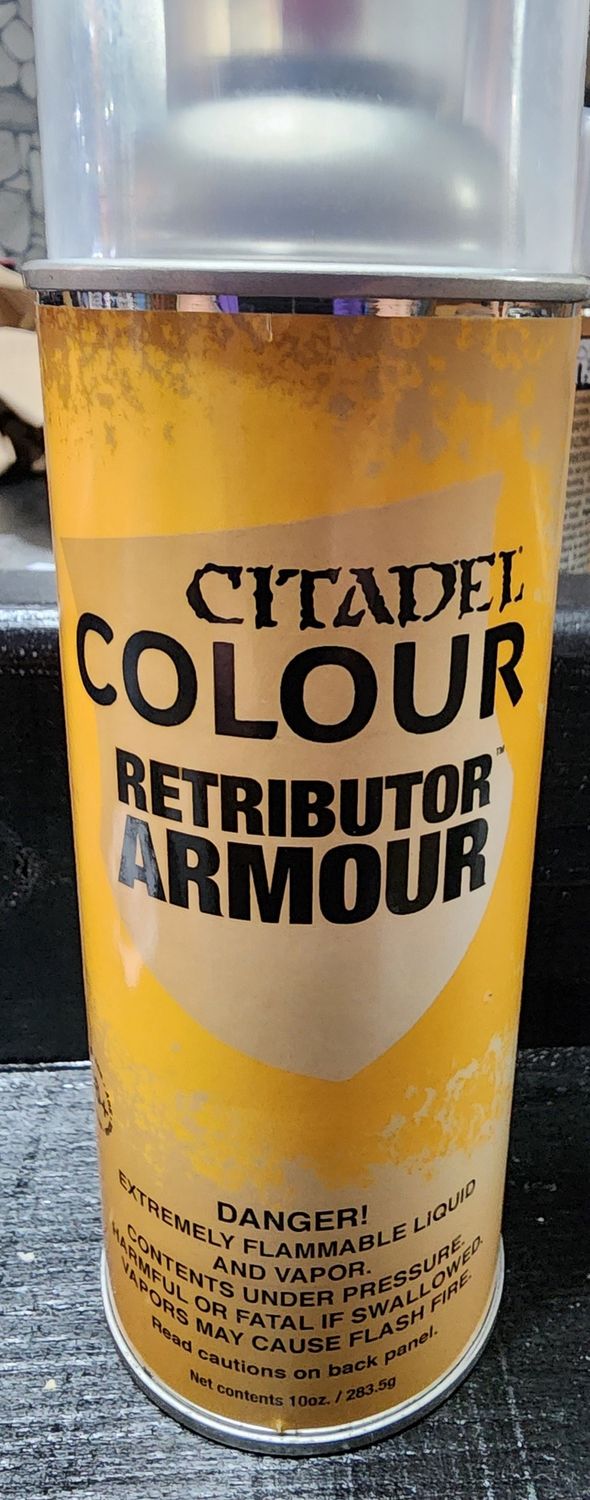 CITADEL
COLOUR
RETRIBUTOR™
ARMOUR
DANGER!
EXTREMELY FLAMMABLE LIQUID
AND VAPOR.
CONTENTS UNDER PRESSURE.
HARMFUL OR FATAL IF SWALLOWED.
VAPORS MAY CAUSE FLASH FIRE.
Read cautions on back panel.
Net contents 10oz. / 283.5g